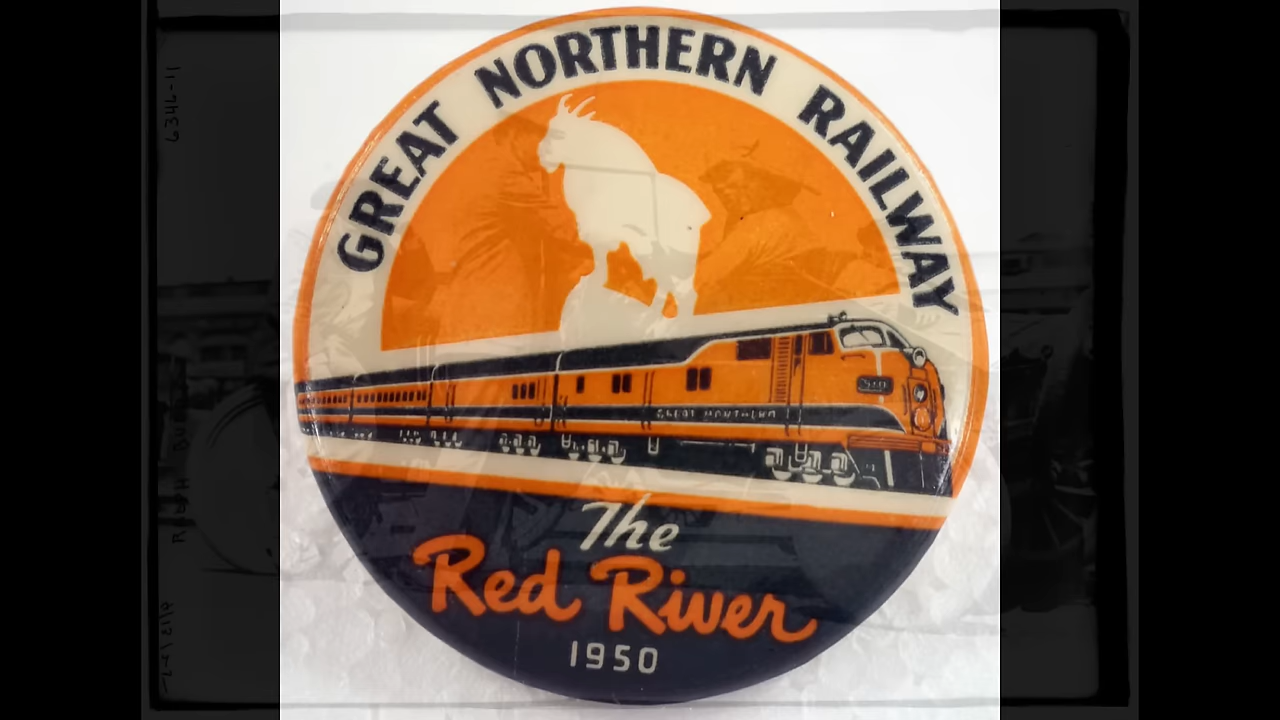 GREAT NORTHERN RAILWAY
GREAT NORTHERN
The
Red River
1950